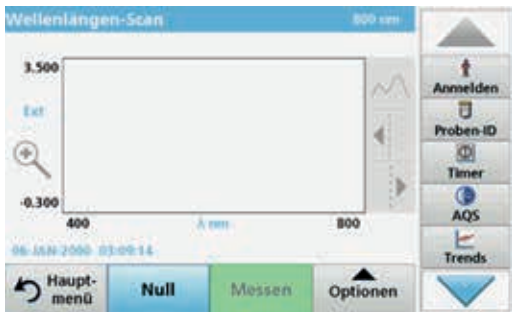 Wellenlängen-Scan 800 nm
3.500
Ext
-0.300
400 λ nm 800
06-JAN-2000 03:09:14
Haupt-
menü
Null
Messen
Optionen
Anmelden
Proben-ID
Timer
AQS
Trends